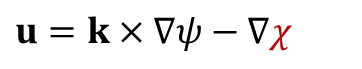 𝐮 = 𝐤 × ∇𝜓 − ∇𝜒